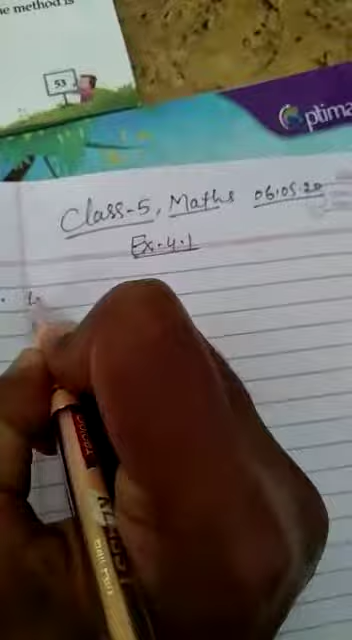 e method is
53
ptima
Class-5, Maths 06.05.20
Ex.4.1